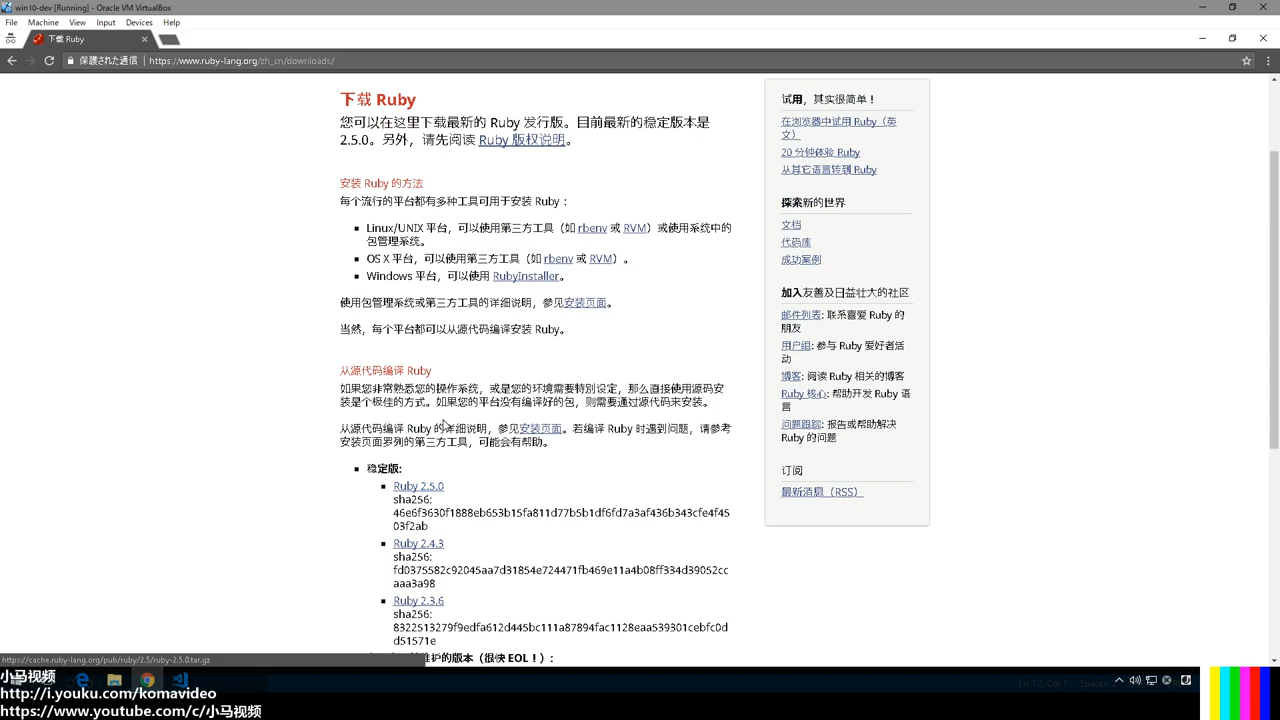 win10-dev [Running] - Oracle VM VirtualBox
File Machine View Input Devices Help
下载 Ruby
保護された通信 https://www.ruby-lang.org/zh_cn/downloads/
下载 Ruby
您可以在这里下载最新的 Ruby 发行版。目前最新的稳定版本是
2.5.0。另外，请先阅读 Ruby 版权说明。
安装 Ruby 的方法
每个流行的平台都有多种工具可用于安装 Ruby：
Linux/UNIX 平台，可以使用第三方工具（如 rbenv 或 RVM）或使用系统中的
包管理系统。
OS X 平台，可以使用第三方工具（如 rbenv 或 RVM）。
Windows 平台，可以使用 RubyInstaller。
使用包管理系统或第三方工具的详细说明，参见安装页面。
当然，每个平台都可以从源代码编译安装 Ruby。
从源代码编译 Ruby
如果您非常熟悉您的操作系统，或是您的环境需要特别设定，那么直接使用源码安
装是个极佳的方式。如果您的平台没有编译好的包，则需要通过源代码来安装。
从源代码编译 Ruby 的详细说明，参见安装页面。若编译 Ruby 时遇到问题，请参考
安装页面罗列的第三方工具，可能会有帮助。
稳定版:
Ruby 2.5.0
sha256:
46e6f3630f1888eb653b15fa811d77b5b1df6fd7a3af436b343cfe4f45
03f2ab
Ruby 2.4.3
sha256:
fd0375582c92045aa7d31854e724471fb469e11a4b08ff334d39052cc
aaa3a98
Ruby 2.3.6
sha256:
8322513279f9edfa612d445bc111a87894fac1128eaa539301cebfc0d
d51571e
维护的版本（很快 EOL！）:
试用，其实很简单！
在浏览器中试用 Ruby（英
文）
20 分钟体验 Ruby
从其它语言转到 Ruby
探索新的世界
文档
代码库
成功案例
加入友善及日益壮大的社区
邮件列表: 联系喜爱 Ruby 的
朋友
用户组: 参与 Ruby 爱好者活
动
博客: 阅读 Ruby 相关的博客
Ruby 核心: 帮助开发 Ruby 语
言
问题跟踪: 报告或帮助解决
Ruby 的问题
订阅
最新消息（RSS）
https://cache.ruby-lang.org/pub/ruby/2.5/ruby-2.5.0.tar.gz
小马视频
http://i.youku.com/komavideo
https://www.youtube.com/c/小马视频
Ln 12, Col 1